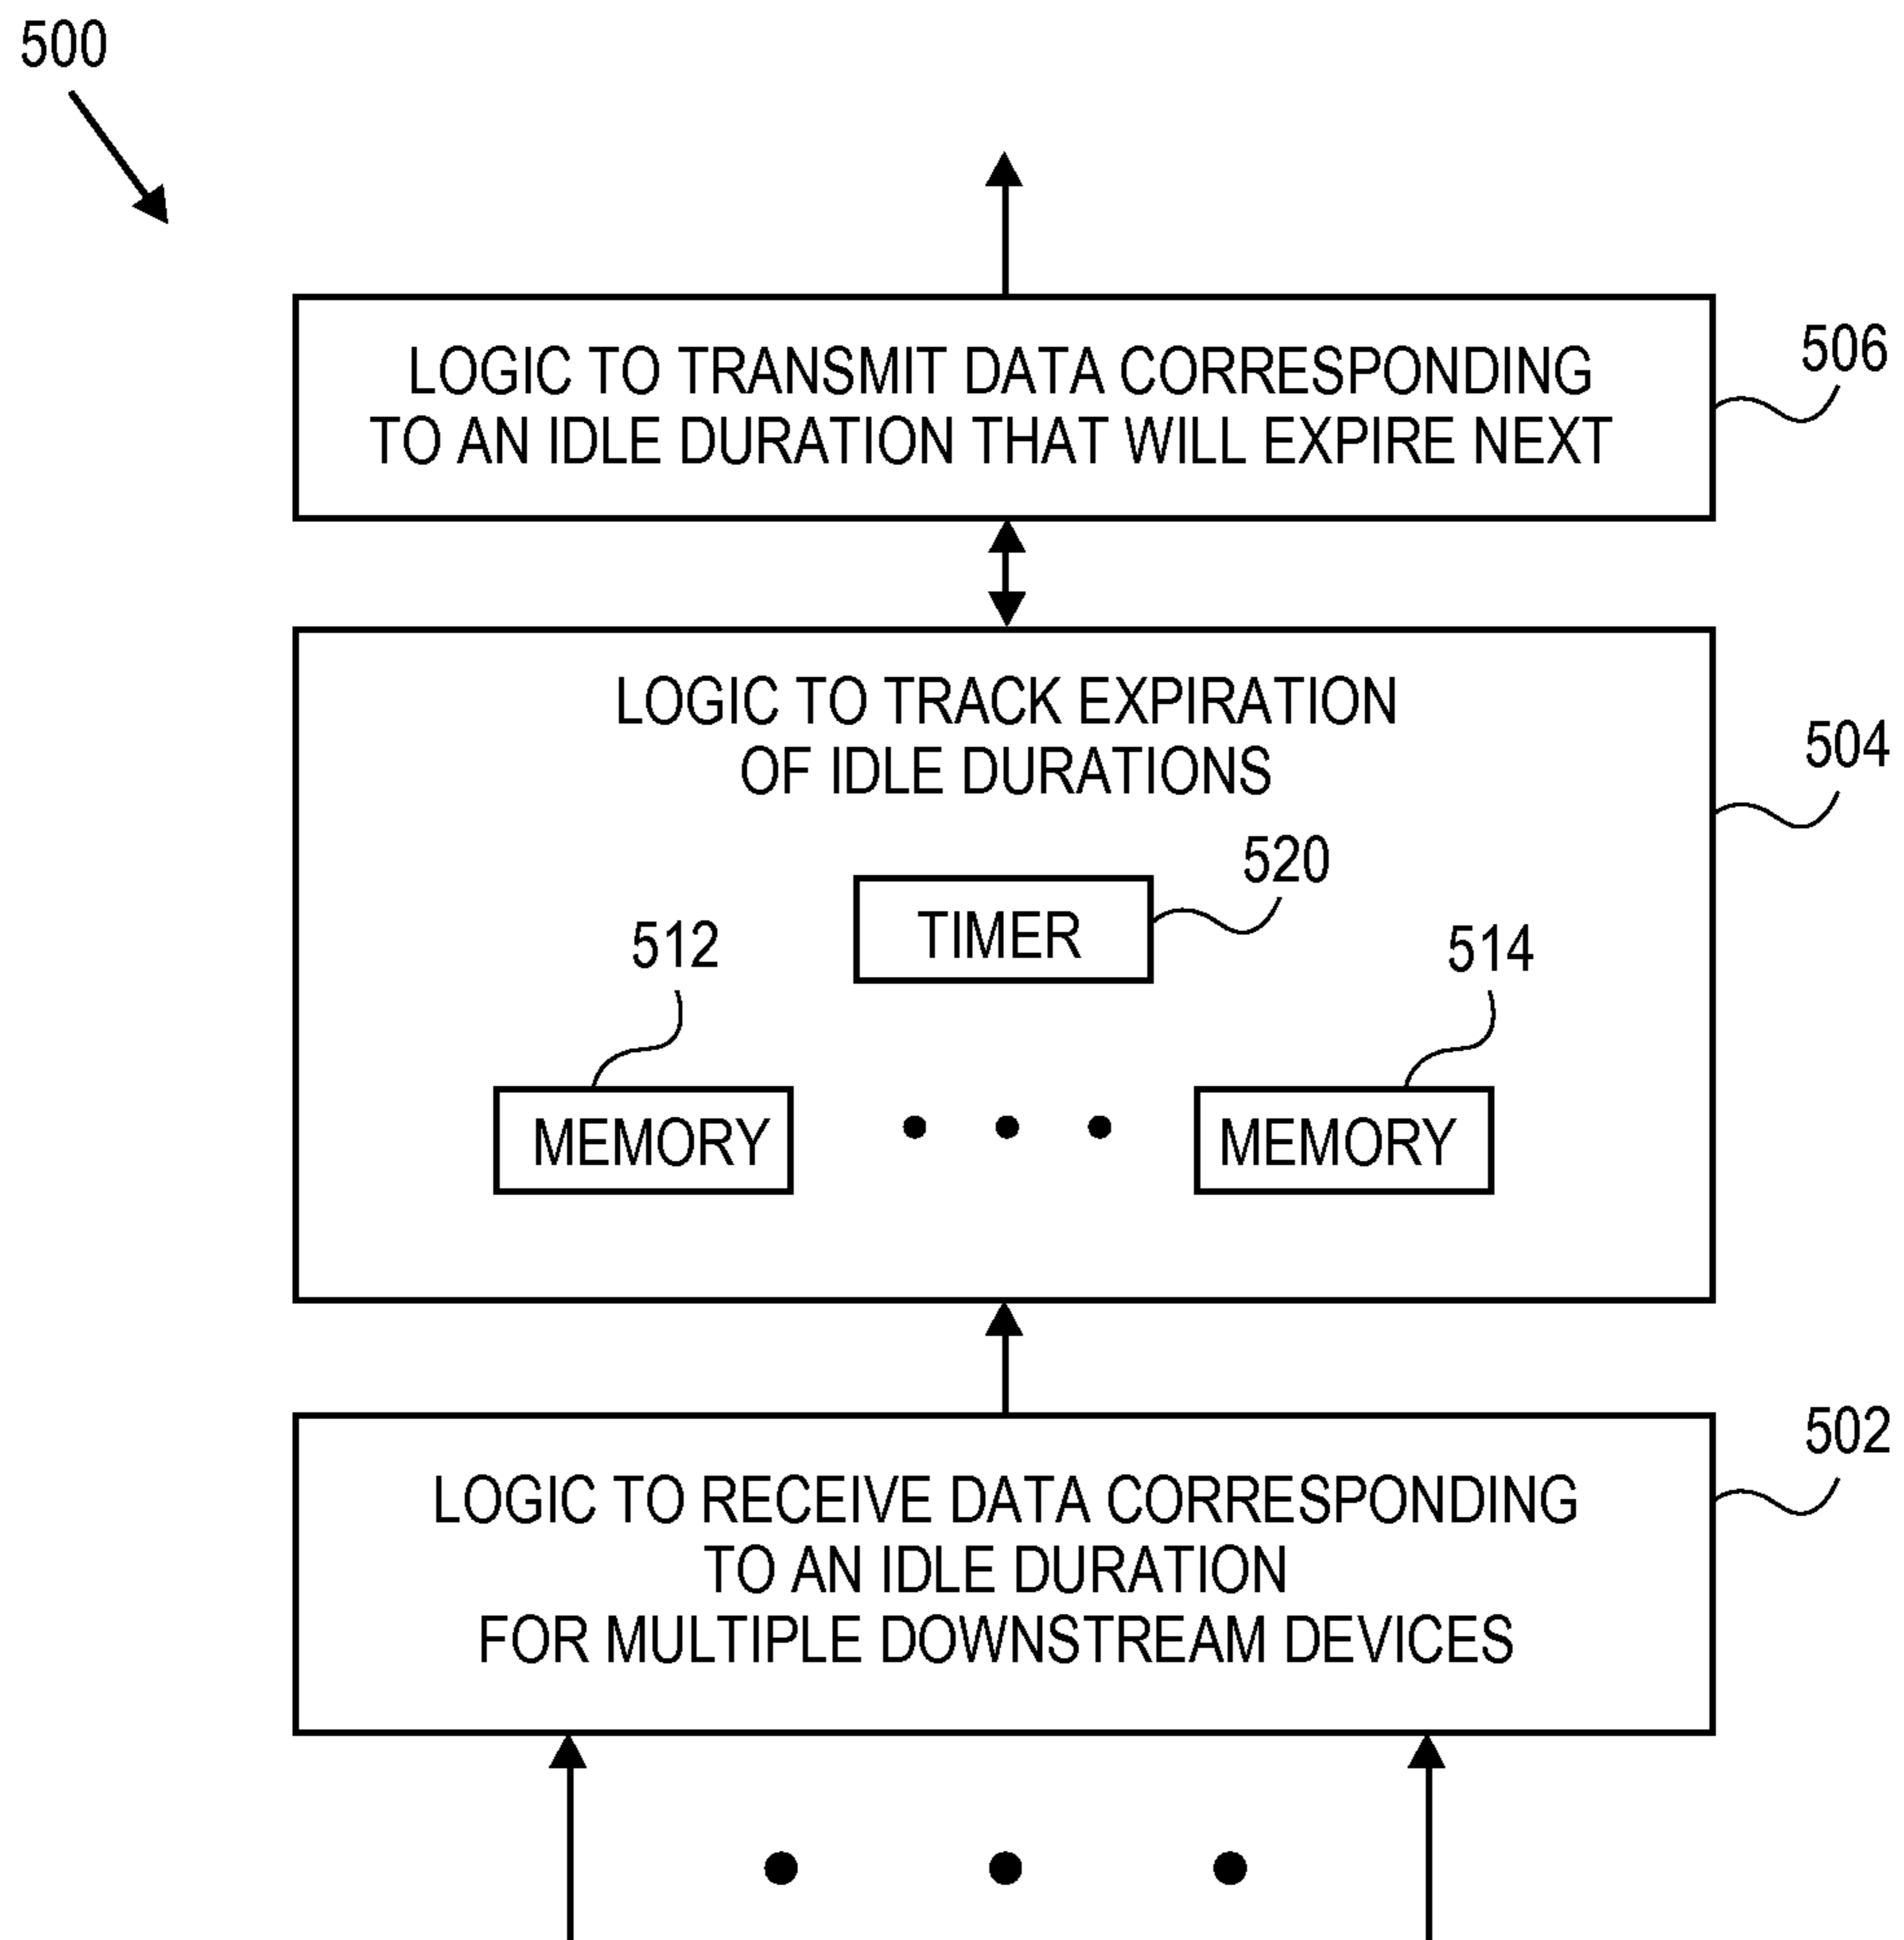 500
LOGIC TO TRANSMIT DATA CORRESPONDING
TO AN IDLE DURATION THAT WILL EXPIRE NEXT
506
LOGIC TO TRACK EXPIRATION
OF IDLE DURATIONS
504
520
TIMER
512
514
MEMORY
MEMORY
502
LOGIC TO RECEIVE DATA CORRESPONDING
TO AN IDLE DURATION
FOR MULTIPLE DOWNSTREAM DEVICES